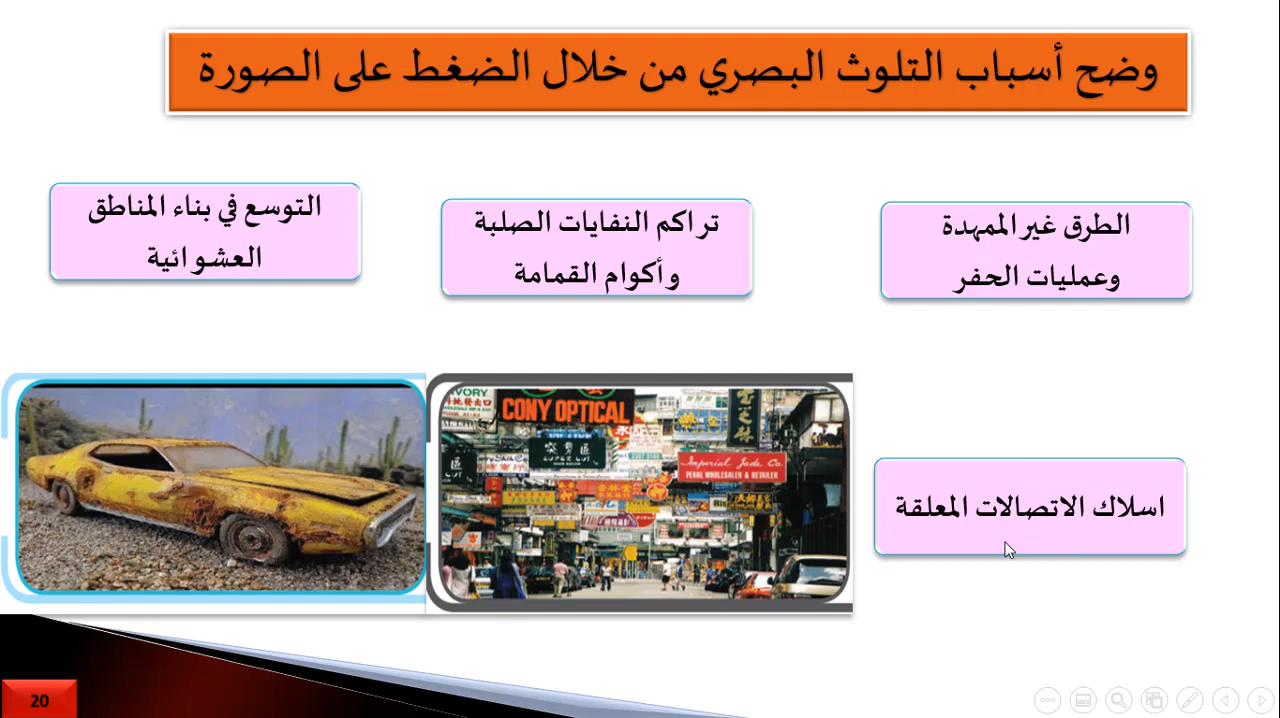 وضح أسباب التلوث البصري من خلال الضغط على الصورة
الطرق غير الممهدة
وعمليات الحفر
تراكم النفايات الصلبة
وأكوام القمامة
التوسع في بناء المناطق
العشوائية
اسلاك الاتصالات المعلقة
CONY OPTICAL
Imperial Jade Co.
PEARL WHOLESALER & RETAILER
20